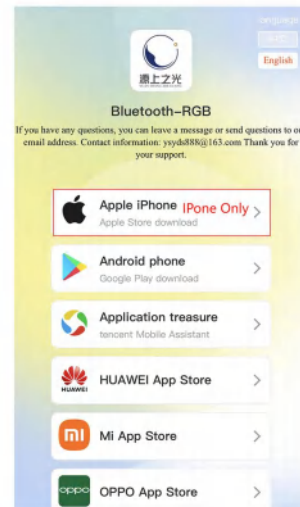 language
English
源上之光
Bluetooth-RGB
If you have any questions, you can leave a message or send questions to ou
email address. Contact information: ysyds888@163.com Thank you for
your support.
Apple iPhone IPone Only
Apple Store download
Android phone
Google Play download
Application treasure
tencent Mobile Assistant
HUAWEI
HUAWEI App Store
Mi App Store
oppo
OPPO App Store